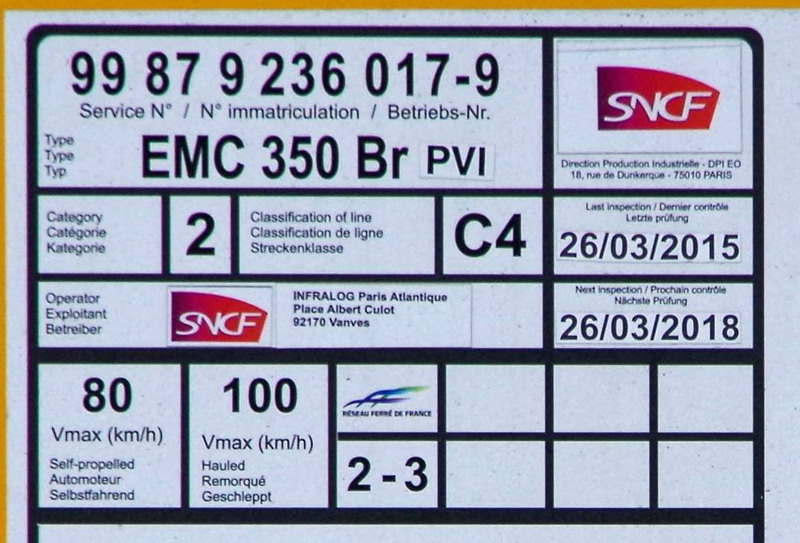 99 87 9 236 017-9
Service N° / N° immatriculation / Betriebs-Nr.
Type
Type
Typ
EMC 350 Br PVI
SNCF
Direction Production Industrielle - DPI EO
18, rue de Dunkerque - 75010 PARIS
Category
Catégorie
Kategorie
2
Classification of line
Classification de ligne
Streckenklasse
C4
Last inspection / Dernier contrôle
Letzte prüfung
26/03/2015
Operator
Exploitant
Betreiber
SNCF
INFRALOG Paris Atlantique
Place Albert Culot
92170 Vanves
Next inspection / Prochain contrôle
Nächste Prüfung
26/03/2018
80
Vmax (km/h)
Self-propelled
Automoteur
Selbstfahrend
100
Vmax (km/h)
Hauled
Remorqué
Geschleppt
RÉSEAU FERRÉ DE FRANCE
2 - 3